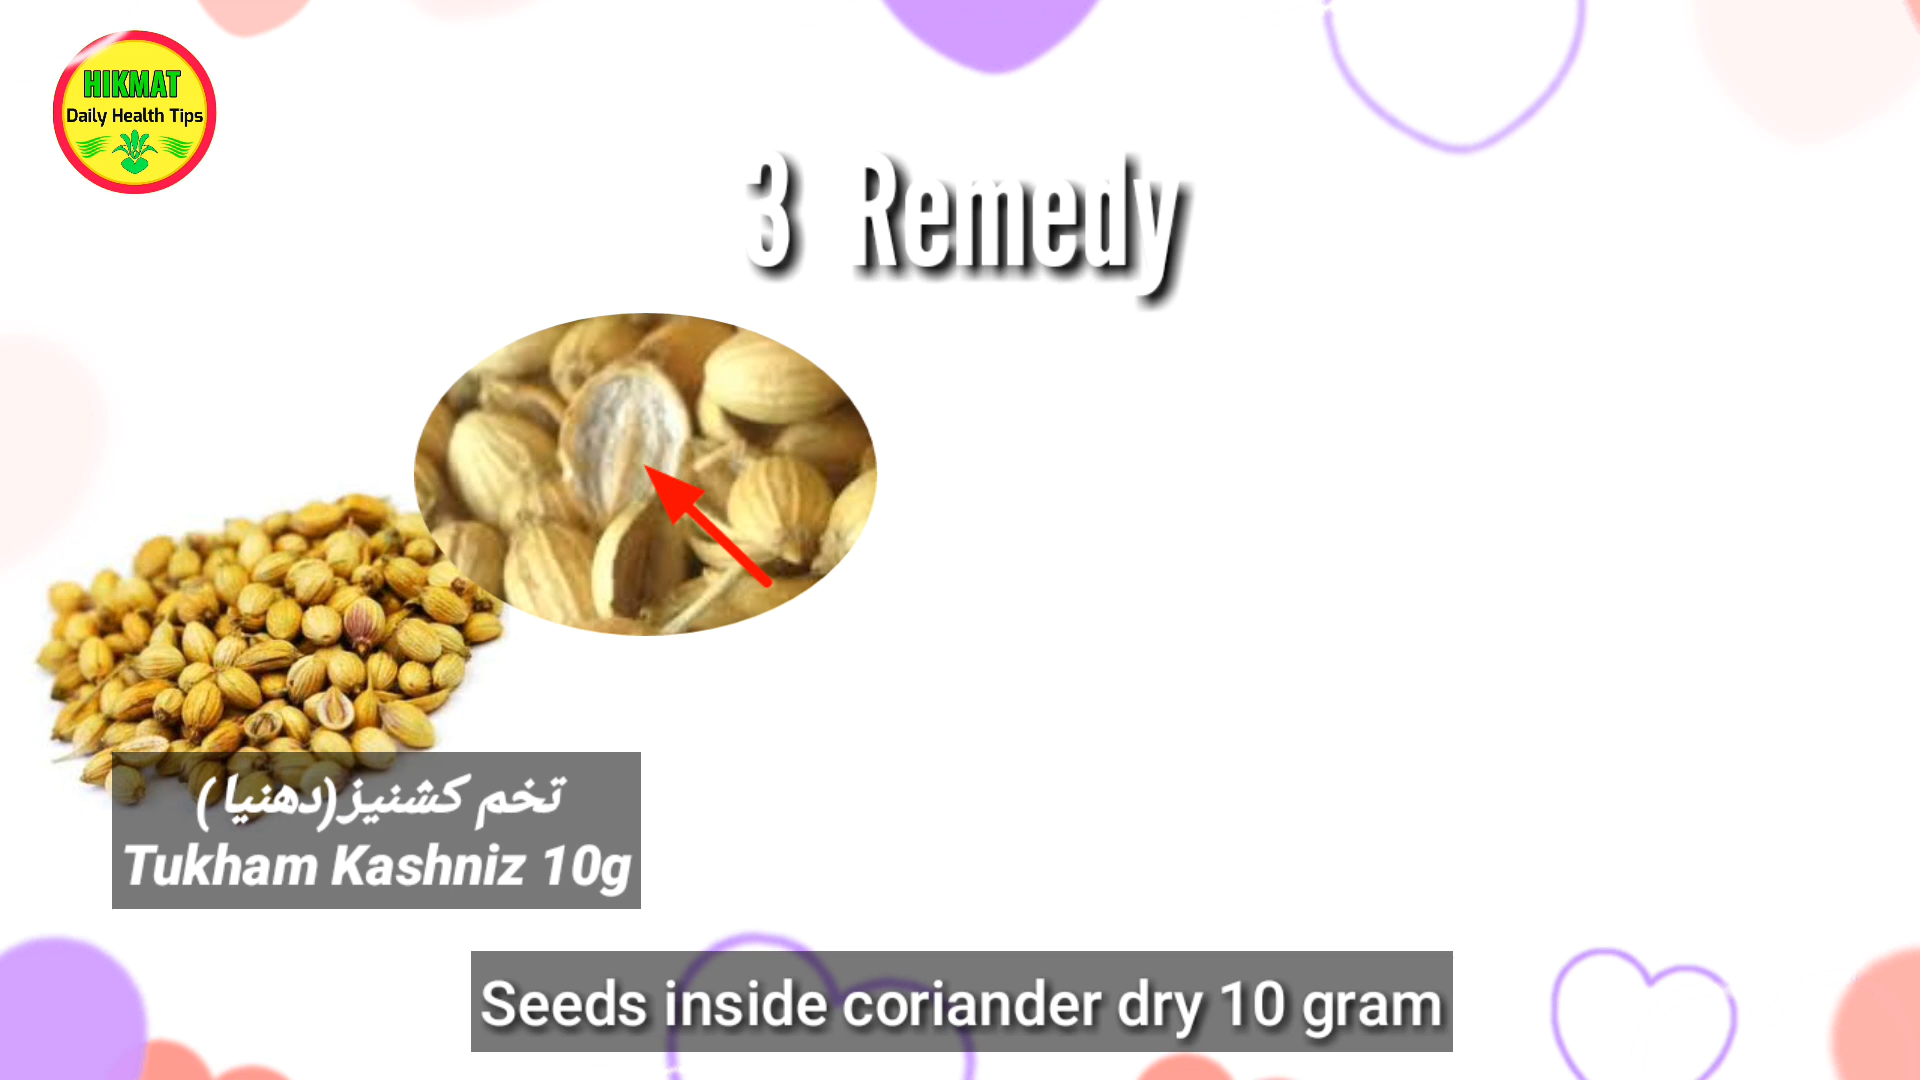 HIKMAT
Daily Health Tips
3 Remedy
تخم کشنیز(دھنیا)
Tukham Kashniz 10g
Seeds inside coriander dry 10 gram